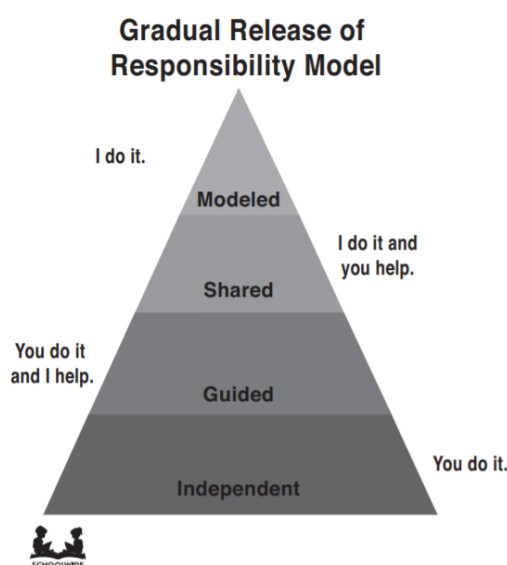 Gradual Release of
Responsibility Model
I do it.
Modeled
I do it and
you help.
Shared
You do it
and I help.
Guided
You do it.
Independent
SCHOOLWIDE